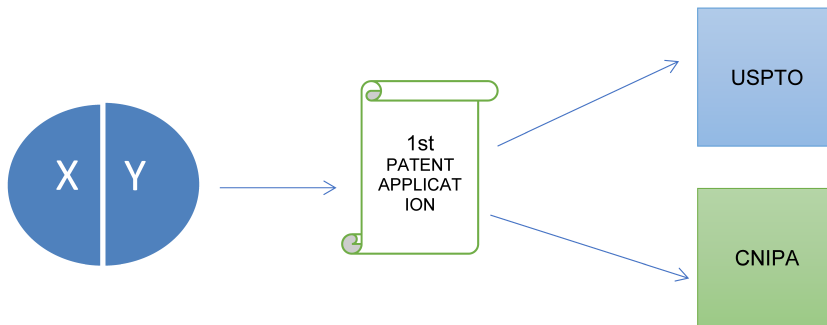 X Y
1st
PATENT
APPLICAT
ION
USPTO
CNIPA